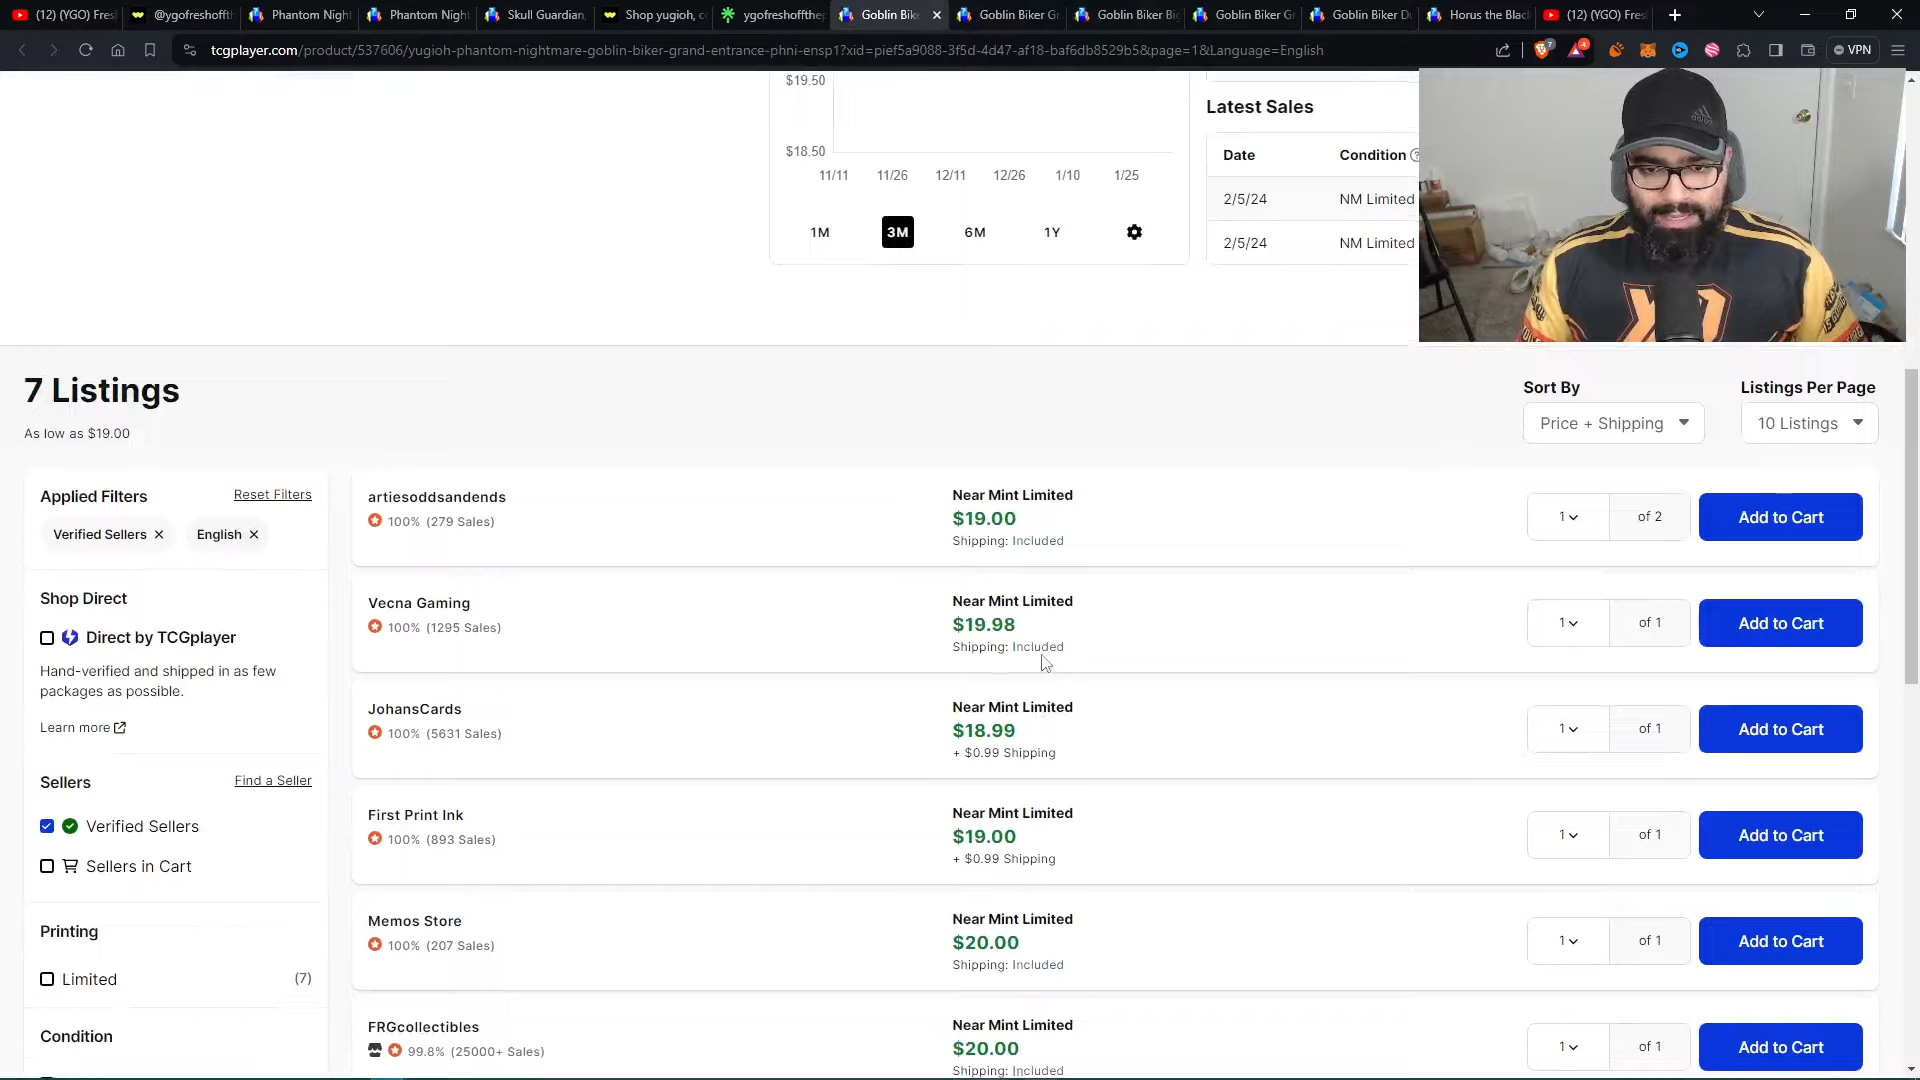 (12) (YGO) Fres
@ygofreshoffth
Phantom Nigh
Phantom Nigh
Skull Guardian,
Shop yugioh, c
ygofreshoffthe
Goblin Bike
Goblin Biker Gr
Goblin Biker Big
Goblin Biker Gr
Goblin Biker Du
Horus the Blac
(12) (YGO) Fres
tcgplayer.com/product/537606/yugioh-phantom-nightmare-goblin-biker-grand-entrance-phni-ensp1?xid=pief5a9088-3f5d-4d47-af18-baf6db8529b5&page=1&Language=English
7
4
VPN
$19.50
$18.50
11/11 11/26 12/11 12/26 1/10 1/25
1M 3M 6M 1Y
Latest Sales
Date Condition
2/5/24 NM Limited
2/5/24 NM Limited
7 Listings
As low as $19.00
Sort By
Price + Shipping
Listings Per Page
10 Listings
Applied Filters Reset Filters
Verified Sellers English
Shop Direct
Direct by TCGplayer
Hand-verified and shipped in as few
packages as possible.
Learn more
Sellers Find a Seller
Verified Sellers
Sellers in Cart
Printing
Limited (7)
Condition
artiesoddsandends
100% (279 Sales)
Near Mint Limited
$19.00
Shipping: Included
1 of 2 Add to Cart
Vecna Gaming
100% (1295 Sales)
Near Mint Limited
$19.98
Shipping: Included
1 of 1 Add to Cart
JohansCards
100% (5631 Sales)
Near Mint Limited
$18.99
+ $0.99 Shipping
1 of 1 Add to Cart
First Print Ink
100% (893 Sales)
Near Mint Limited
$19.00
+ $0.99 Shipping
1 of 1 Add to Cart
Memos Store
100% (207 Sales)
Near Mint Limited
$20.00
Shipping: Included
1 of 1 Add to Cart
FRGcollectibles
99.8% (25000+ Sales)
Near Mint Limited
$20.00
Shipping: Included
1 of 1 Add to Cart